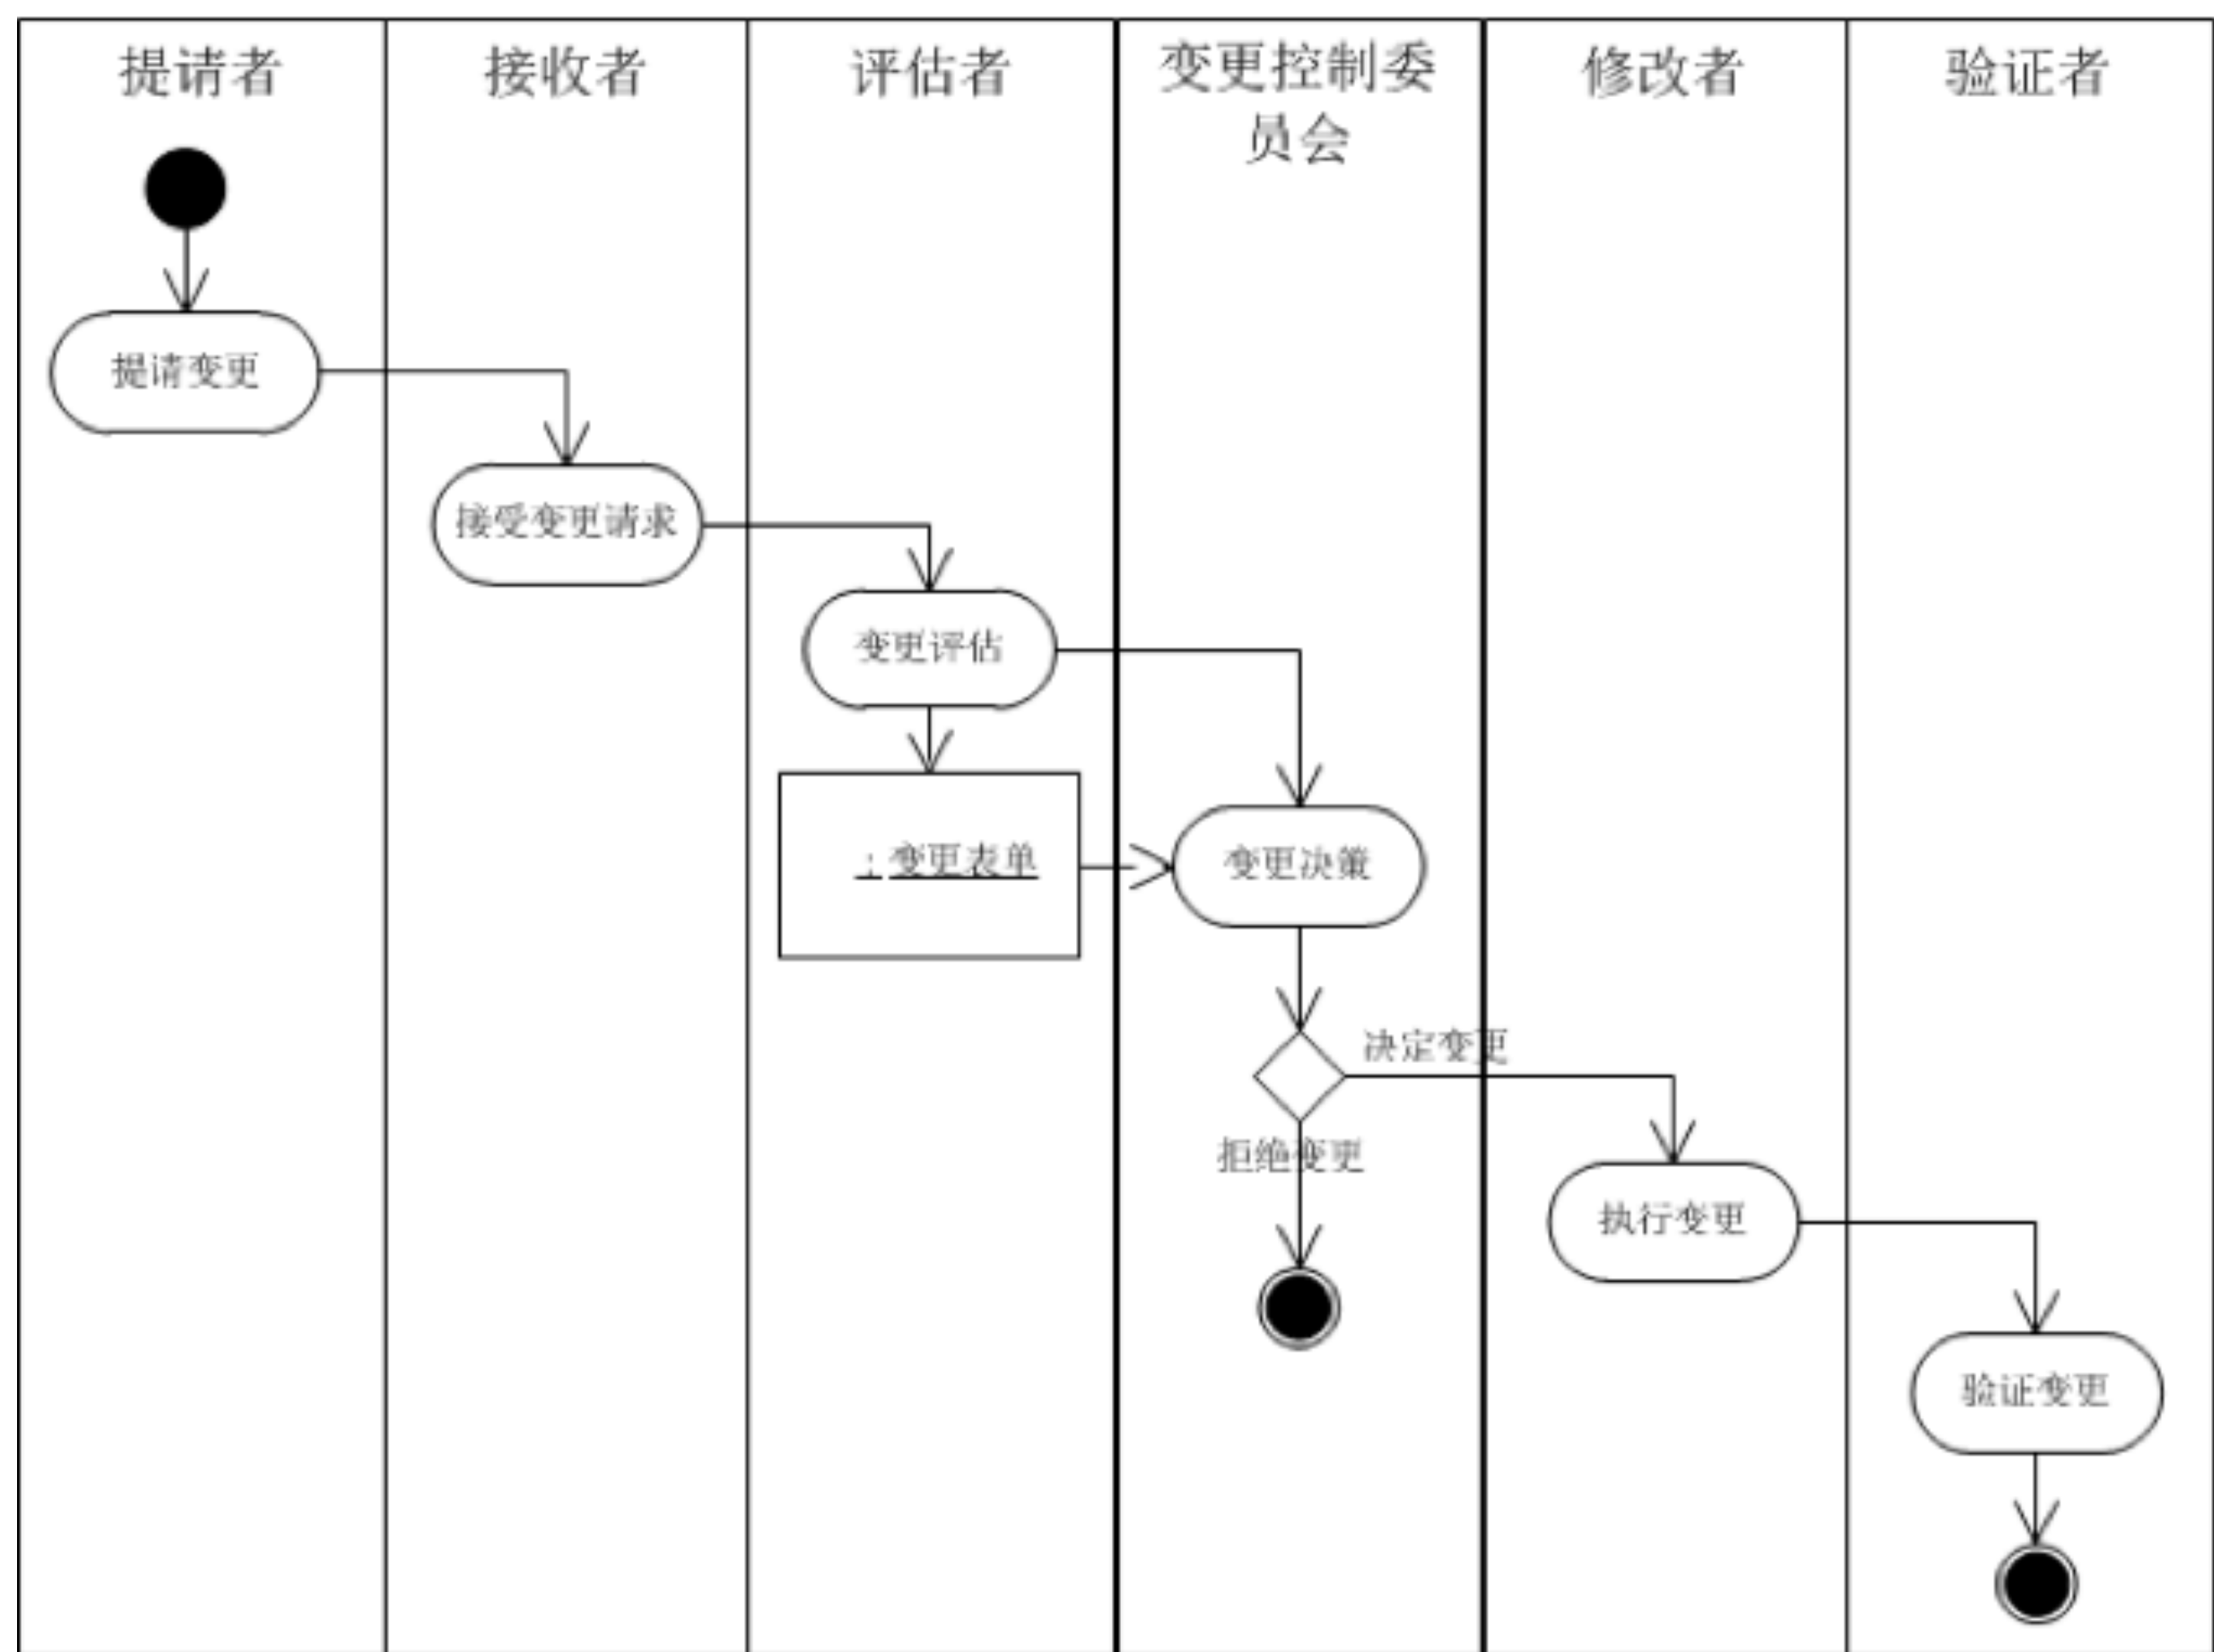 提请者
接收者
评估者
变更控制委
员会
修改者
验证者
提请变更
接受变更请求
变更评估
：变更表单
变更决策
决定变更
拒绝变更
执行变更
验证变更